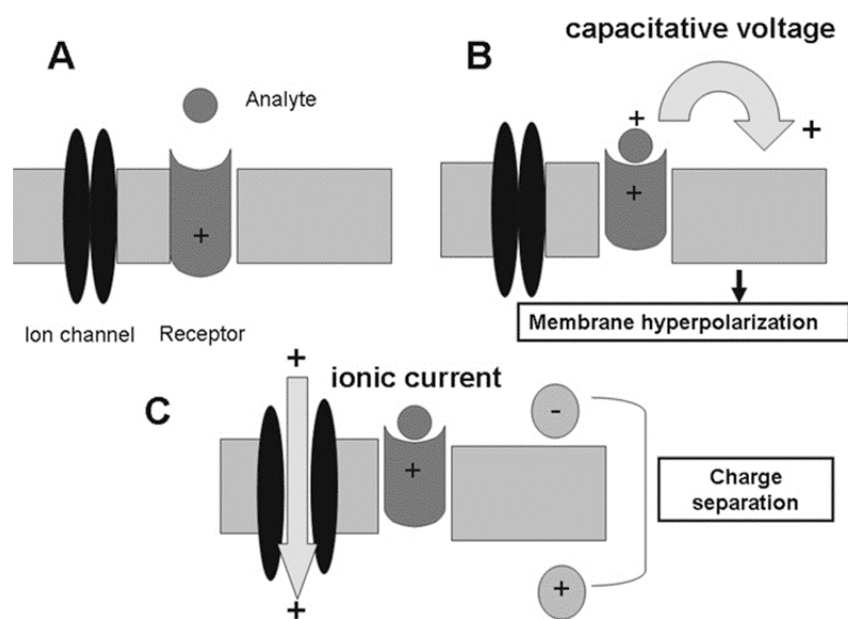 A
Analyte
+
Ion channel
Receptor
capacitative voltage
B
+
+
+
Membrane hyperpolarization
C
+
ionic current
+
-
+
+
Charge
separation